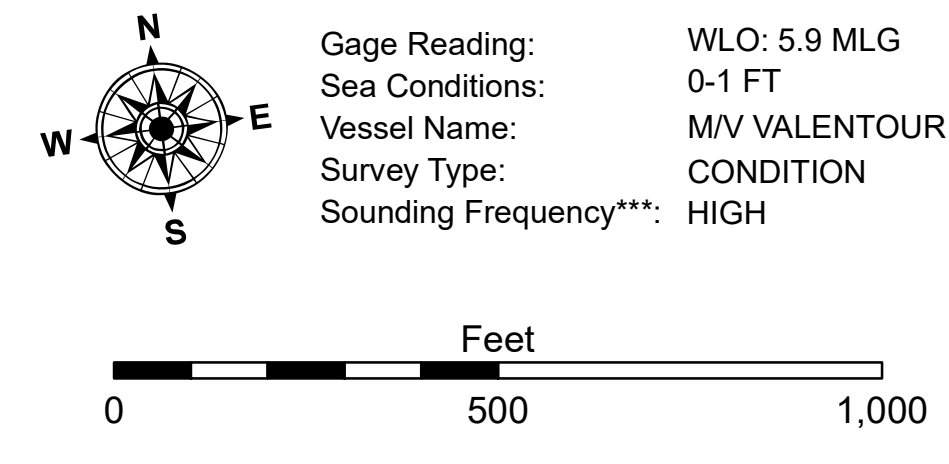 N
W
E
S
Gage Reading: WLO: 5.9 MLG
Sea Conditions: 0-1 FT
Vessel Name: M/V VALENTOUR
Survey Type: CONDITION
Sounding Frequency***: HIGH
Feet
0 500 1,000